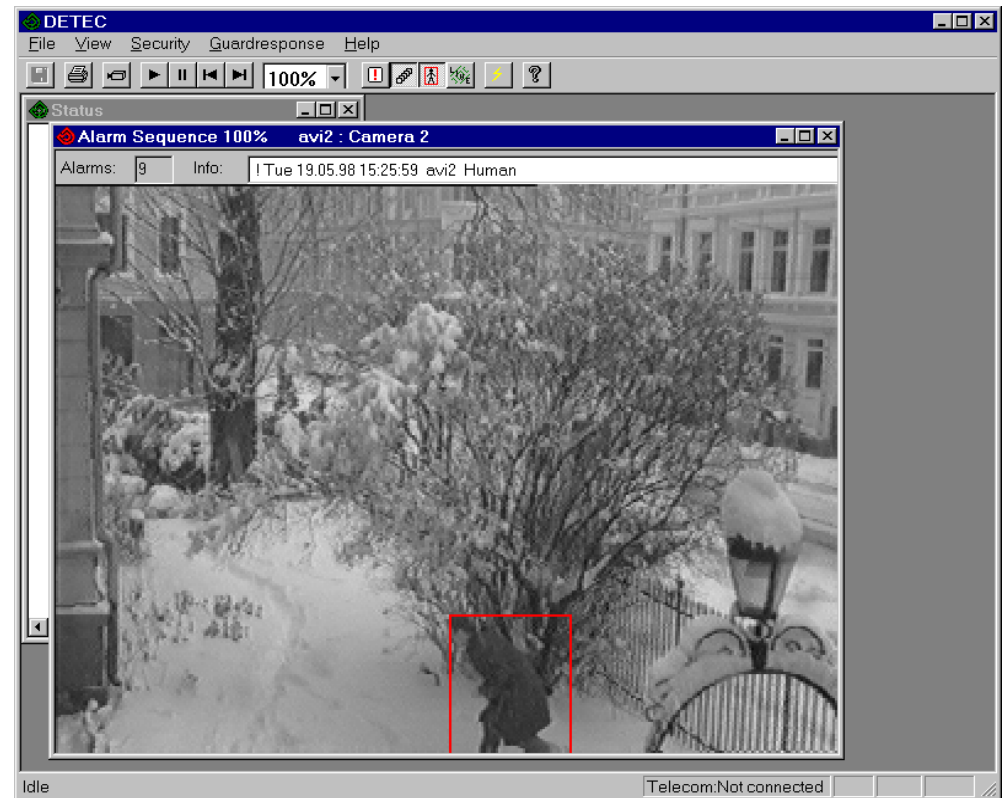 DETEC
File View Security Guardresponse Help
100%
LIVE
Status
Alarm Sequence 100% avi2 : Camera 2
Alarms: 9 Info: ! Tue 19.05.98 15:25:59 avi2 Human
Idle Telecom:Not connected